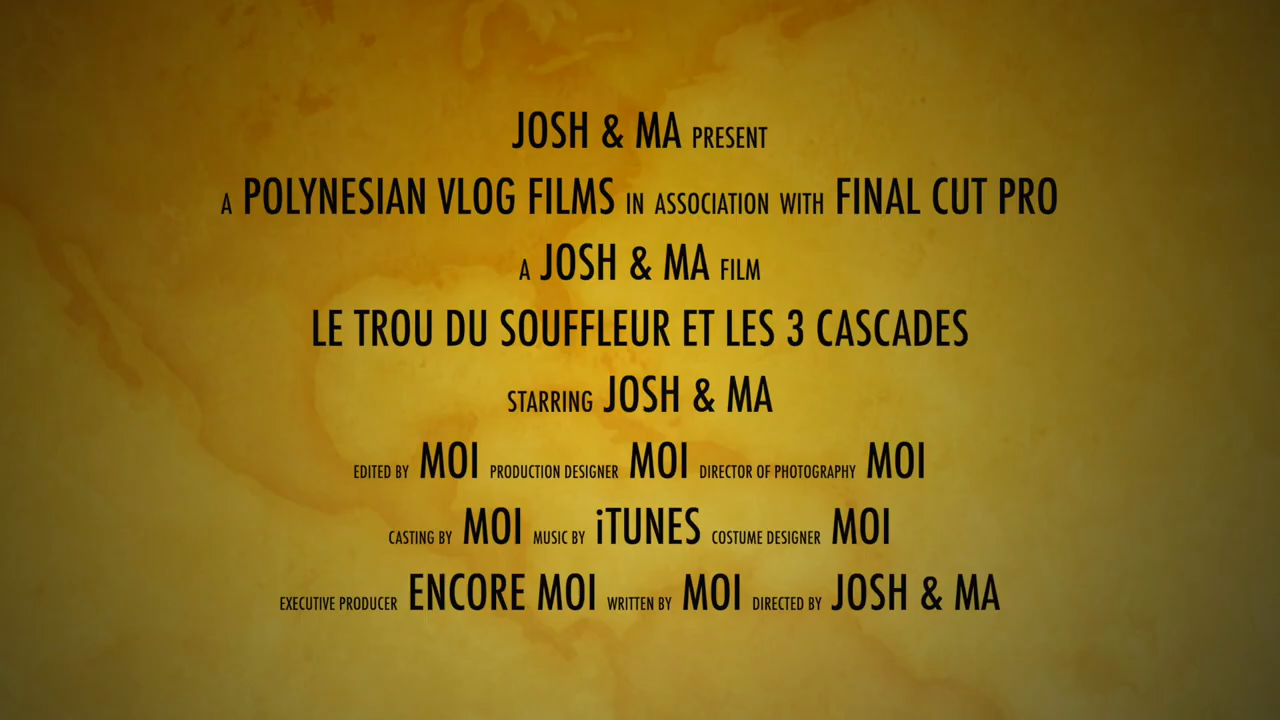 JOSH & MA PRESENT
A POLYNESIAN VLOG FILMS IN ASSOCIATION WITH FINAL CUT PRO
A JOSH & MA FILM
LE TROU DU SOUFFLEUR ET LES 3 CASCADES
STARRING JOSH & MA
EDITED BY MOI PRODUCTION DESIGNER MOI DIRECTOR OF PHOTOGRAPHY MOI
CASTING BY MOI MUSIC BY iTUNES COSTUME DESIGNER MOI
EXECUTIVE PRODUCER ENCORE MOI WRITTEN BY MOI DIRECTED BY JOSH & MA